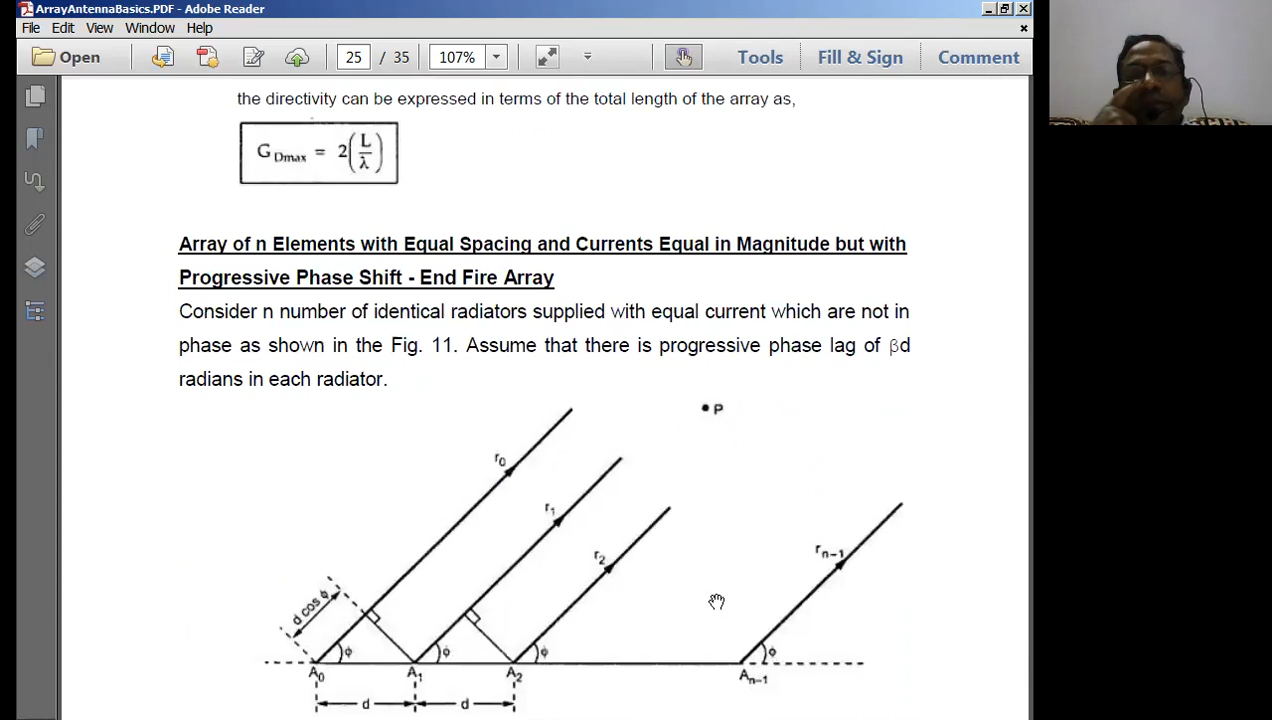 ArrayAntennaBasics.PDF - Adobe Reader
File Edit View Window Help
Open 25 / 35 107% Tools Fill & Sign Comment
the directivity can be expressed in terms of the total length of the array as,
G Dmax = 2(L/λ)
Array of n Elements with Equal Spacing and Currents Equal in Magnitude but with
Progressive Phase Shift - End Fire Array
Consider n number of identical radiators supplied with equal current which are not in
phase as shown in the Fig. 11. Assume that there is progressive phase lag of βd
radians in each radiator.
P
r0
r1
r2
rn–1
d cos ϕ
ϕ ϕ ϕ ϕ
A0 A1 A2 An–1
d d